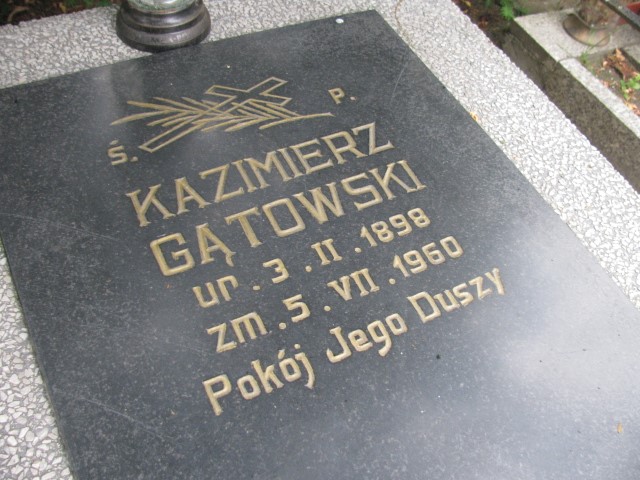 Ś. P.
KAZIMIERZ
GĄTOWSKI
ur. 3. II. 1898
zm. 5. VII. 1960
Pokój Jego Duszy